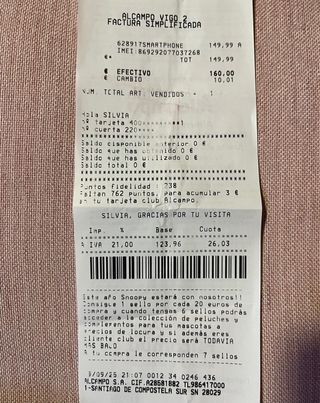 ALCAMPO VIGO 2
FACTURA SIMPLIFICADA
628917SMARTPHONE 149,99 A
IMEI:869292077037268
€* TOT 149,99
€ EFECTIVO 160,00
€ CAMBIO 10,01
NUM. TOTAL ART. VENDIDOS = 1
Hola SILVIA
Nº tarjeta 400*********1
Nº cuenta 220****
Saldo disponible anterior 0 €
Saldo que has obtenido 0 €
Saldo que has utilizado 0 €
Saldo total 0 €
Puntos fidelidad : 238
Faltan 762 puntos, para acumular 3 €
en tu tarjeta club Alcampo.
SILVIA, GRACIAS POR TU VISITA
Imp. % Base Cuota
A IVA 21,00 123,96 26,03
Este año Snoopy estará con nosotros!!
Consigue 1 sello por cada 20 euros de
compra y cuando tengas 6 sellos podrás
acceder a la colección de peluches y
complementos para tus mascotas a
precios de locura y si además eres
cliente club el precio será TODAVIA
MAS BAJO
A tu compra le corresponden 7 sellos
/09/25 21:07 0012 34 0246 436
ALCAMPO S.A. CIF.A28581882 TL986417000
-SANTIAGO DE COMPOSTELA SUR SN 28029